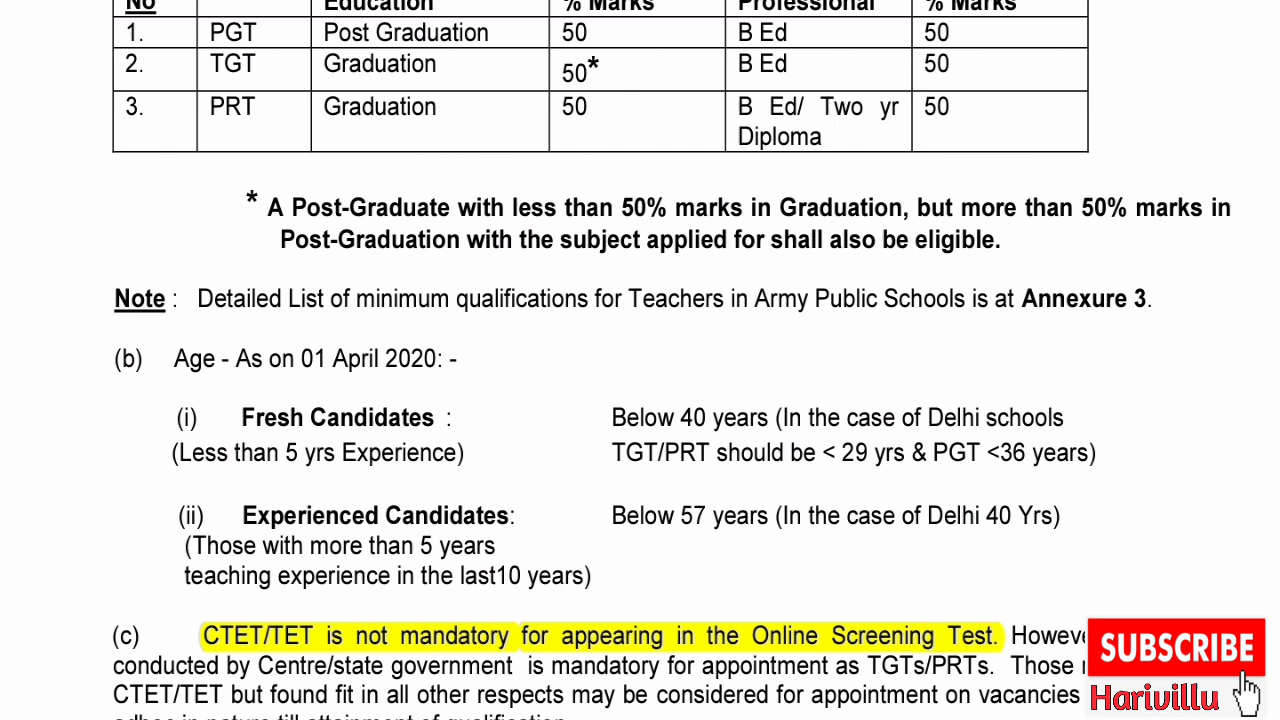 No Education % Marks Professional % Marks
1. PGT Post Graduation 50 B Ed 50
2. TGT Graduation 50* B Ed 50
3. PRT Graduation 50 B Ed/ Two yr 50
Diploma
* A Post-Graduate with less than 50% marks in Graduation, but more than 50% marks in
Post-Graduation with the subject applied for shall also be eligible.
Note : Detailed List of minimum qualifications for Teachers in Army Public Schools is at Annexure 3.
(b) Age - As on 01 April 2020: -
(i) Fresh Candidates : Below 40 years (In the case of Delhi schools
(Less than 5 yrs Experience) TGT/PRT should be < 29 yrs & PGT <36 years)
(ii) Experienced Candidates: Below 57 years (In the case of Delhi 40 Yrs)
(Those with more than 5 years
teaching experience in the last10 years)
(c) CTET/TET is not mandatory for appearing in the Online Screening Test.
conducted by Centre/state government is mandatory for appointment as TGTs/PRTs. Those
CTET/TET but found fit in all other respects may be considered for appointment on vacancies
adhoc in nature till attainment of qualification
SUBSCRIBE
Harivillu